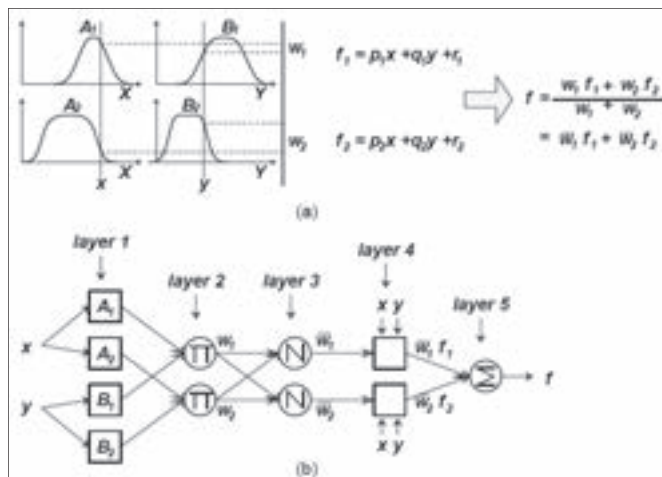 A₁ B₁
w₁ f₁ = p₁x + q₁y + r₁
X Y
A₂ B₂
f = w₁ f₁ + w₂ f₂
w₁ + w₂
w₂ f₂ = p₂x + q₂y + r₂
= w̄₁ f₁ + w̄₂ f₂
x X y Y
(a)
layer 1
layer 4
layer 2 layer 3
x y
layer 5
A₁
x w₁ w̄₁ w̄₁ f₁
A₂ Π N
Σ f
y B₁ Π N
w₂ w̄₂ w̄₂ f₂
B₂
x y
(b)